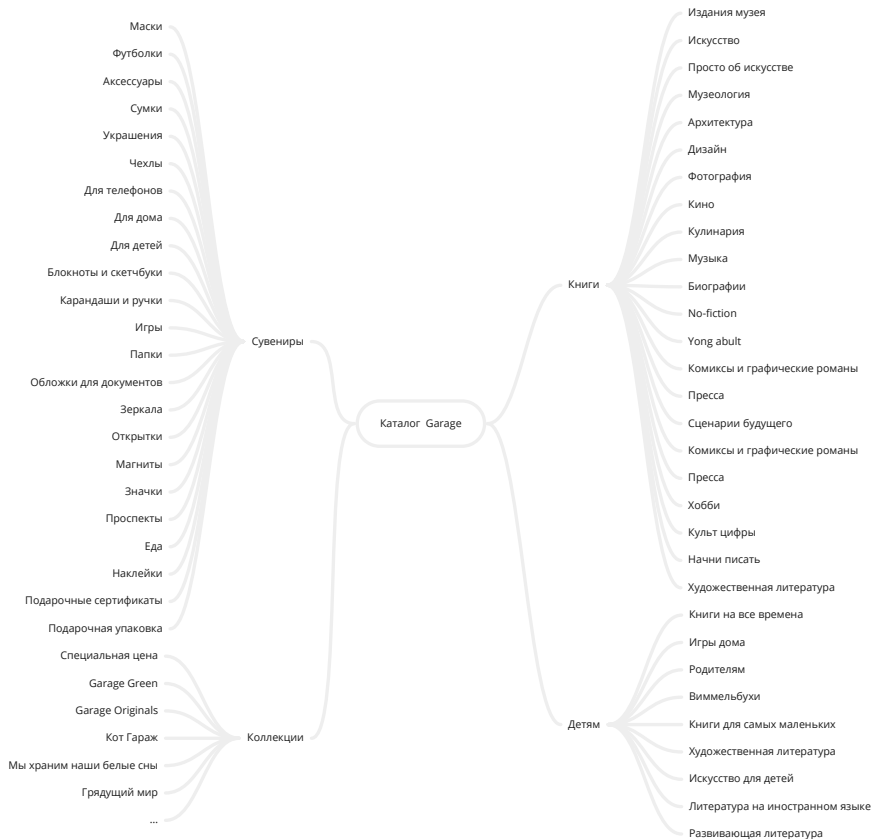 Каталог Garage
Сувениры
Маски
Футболки
Аксессуары
Сумки
Украшения
Чехлы
Для телефонов
Для дома
Для детей
Блокноты и скетчбуки
Карандаши и ручки
Игры
Папки
Обложки для документов
Зеркала
Открытки
Магниты
Значки
Проспекты
Еда
Наклейки
Подарочные сертификаты
Подарочная упаковка
Коллекции
Специальная цена
Garage Green
Garage Originals
Кот Гараж
Мы храним наши белые сны
Грядущий мир
...
Книги
Издания музея
Искусство
Просто об искусстве
Музеология
Архитектура
Дизайн
Фотография
Кино
Кулинария
Музыка
Биографии
No-fiction
Yong abult
Комиксы и графические романы
Пресса
Сценарии будущего
Комиксы и графические романы
Пресса
Хобби
Культ цифры
Начни писать
Художественная литература
Детям
Книги на все времена
Игры дома
Родителям
Виммельбухи
Книги для самых маленьких
Художественная литература
Искусство для детей
Литература на иностранном языке
Развивающая литература